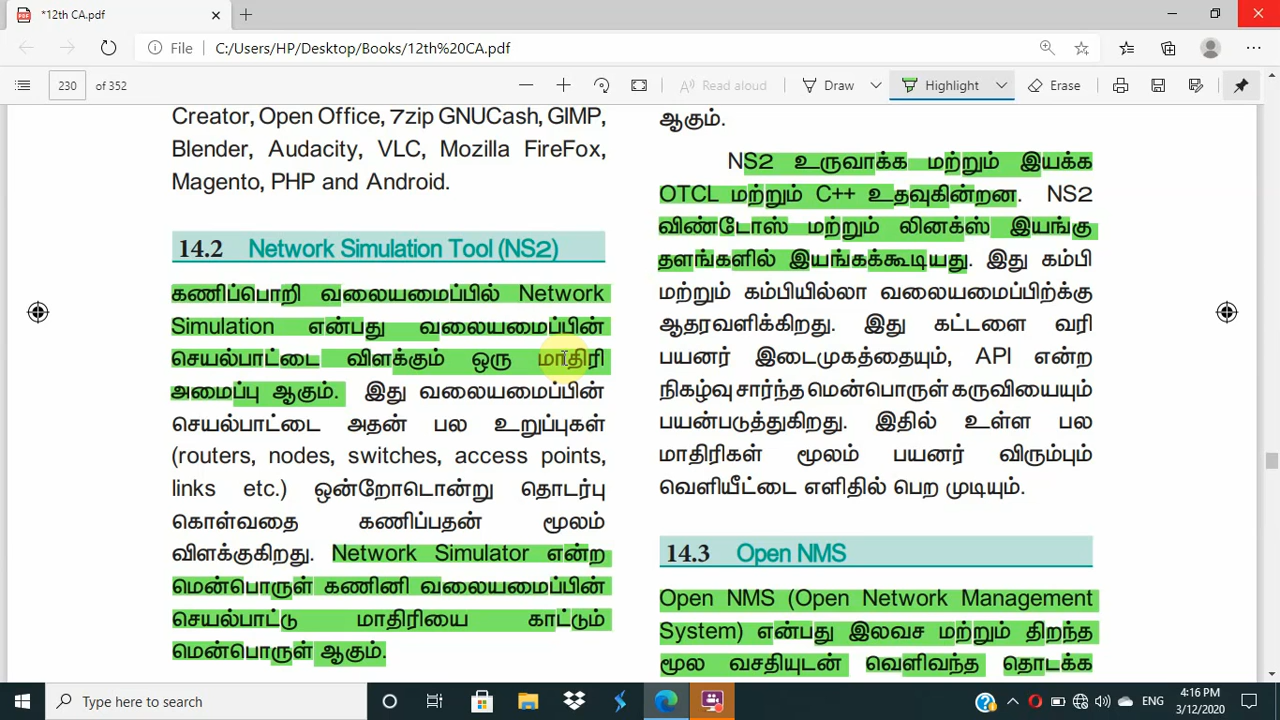 *12th CA.pdf
File
C:/Users/HP/Desktop/Books/12th%20CA.pdf
230 of 352
Read aloud
Draw
Highlight
Erase
Creator, Open Office, 7zip GNUCash, GIMP,
Blender, Audacity, VLC, Mozilla FireFox,
Magento, PHP and Android.
14.2 Network Simulation Tool (NS2)
கணிப்பொறி வலையமைப்பில் Network
Simulation என்பது வலையமைப்பின்
செயல்பாட்டை விளக்கும் ஒரு மாதிரி
அமைப்பு ஆகும். இது வலையமைப்பின்
செயல்பாட்டை அதன் பல உறுப்புகள்
(routers, nodes, switches, access points,
links etc.) ஒன்றோடொன்று தொடர்பு
கொள்வதை கணிப்பதன் மூலம்
விளக்குகிறது. Network Simulator என்ற
மென்பொருள் கணினி வலையமைப்பின்
செயல்பாட்டு மாதிரியை காட்டும்
மென்பொருள் ஆகும்.
ஆகும்.
NS2 உருவாக்க மற்றும் இயக்க
OTCL மற்றும் C++ உதவுகின்றன. NS2
விண்டோஸ் மற்றும் லினக்ஸ் இயங்கு
தளங்களில் இயங்கக்கூடியது. இது கம்பி
மற்றும் கம்பியில்லா வலையமைப்பிற்க்கு
ஆதரவளிக்கிறது. இது கட்டளை வரி
பயனர் இடைமுகத்தையும், API என்ற
நிகழ்வு சார்ந்த மென்பொருள் கருவியையும்
பயன்படுத்துகிறது. இதில் உள்ள பல
மாதிரிகள் மூலம் பயனர் விரும்பும்
வெளியீட்டை எளிதில் பெற முடியும்.
14.3 Open NMS
Open NMS (Open Network Management
System) என்பது இலவச மற்றும் திறந்த
மூல வசதியுடன் வெளிவந்த தொடக்க
Type here to search
ENG
4:16 PM
3/12/2020